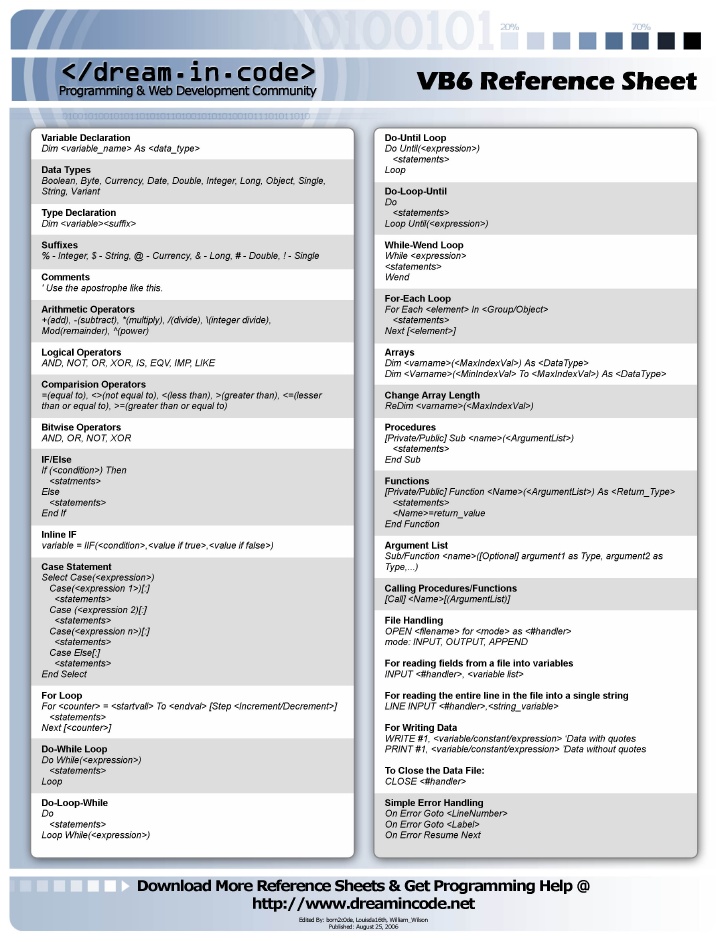 0100101
20%
70%
</dream.in.code>
Programming & Web Development Community
VB6 Reference Sheet
Variable Declaration
Dim <variable_name> As <data_type>
Data Types
Boolean, Byte, Currency, Date, Double, Integer, Long, Object, Single,
String, Variant
Type Declaration
Dim <variable><suffix>
Suffixes
% - Integer, $ - String, @ - Currency, & - Long, # - Double, ! - Single
Comments
' Use the apostrophe like this.
Arithmetic Operators
+(add), -(subtract), *(multiply), /(divide), \(integer divide),
Mod(remainder), ^(power)
Logical Operators
AND, NOT, OR, XOR, IS, EQV, IMP, LIKE
Comparision Operators
=(equal to), <>(not equal to), <(less than), >(greater than), <=(lesser
than or equal to), >=(greater than or equal to)
Bitwise Operators
AND, OR, NOT, XOR
IF/Else
If (<condition>) Then
<statments>
Else
<statements>
End If
Inline IF
variable = IIF(<condition>,<value if true>,<value if false>)
Case Statement
Select Case(<expression>)
Case(<expression 1>)[:]
<statements>
Case (<expression 2)[:]
<statements>
Case(<expression n>)[:]
<statements>
Case Else[:]
<statements>
End Select
For Loop
For <counter> = <startvall> To <endval> [Step <Increment/Decrement>]
<statements>
Next [<counter>]
Do-While Loop
Do While(<expression>)
<statements>
Loop
Do-Loop-While
Do
<statements>
Loop While(<expression>)
Do-Until Loop
Do Until(<expression>)
<statements>
Loop
Do-Loop-Until
Do
<statements>
Loop Until(<expression>)
While-Wend Loop
While <expression>
<statements>
Wend
For-Each Loop
For Each <element> In <Group/Object>
<statements>
Next [<element>]
Arrays
Dim <varname>(<MaxIndexVal>) As <DataType>
Dim <Varname>(<MinIndexVal> To <MaxIndexVal>) As <DataType>
Change Array Length
ReDim <varname>(<MaxIndexVal>)
Procedures
[Private/Public] Sub <name>(<ArgumentList>)
<statements>
End Sub
Functions
[Private/Public] Function <Name>(<ArgumentList>) As <Return_Type>
<statements>
<Name>=return_value
End Function
Argument List
Sub/Function <name>([Optional] argument1 as Type, argument2 as
Type,...)
Calling Procedures/Functions
[Call] <Name>[(ArgumentList)]
File Handling
OPEN <filename> for <mode> as <#handler>
mode: INPUT, OUTPUT, APPEND
For reading fields from a file into variables
INPUT <#handler>, <variable list>
For reading the entire line in the file into a single string
LINE INPUT <#handler>,<string_variable>
For Writing Data
WRITE #1, <variable/constant/expression> 'Data with quotes
PRINT #1, <variable/constant/expression> 'Data without quotes
To Close the Data File:
CLOSE <#handler>
Simple Error Handling
On Error Goto <LineNumber>
On Error Goto <Label>
On Error Resume Next
Download More Reference Sheets & Get Programming Help @
http://www.dreamincode.net
Edited By: born2c0de, Louisda16th, William_Wilson
Published: August 25, 2006